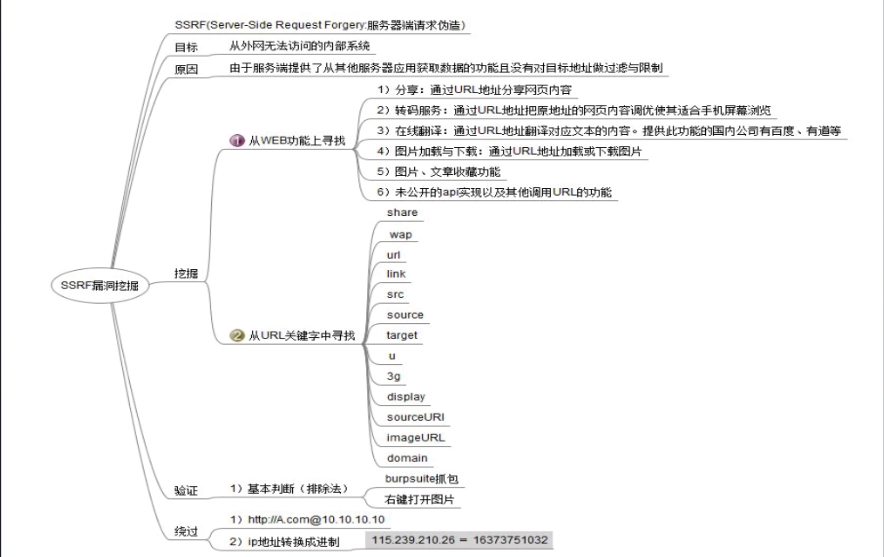 SSRF(Server-Side Request Forgery:服务器端请求伪造)
目标
从外网无法访问的内部系统
原因
由于服务端提供了从其他服务器应用获取数据的功能且没有对目标地址做过滤与限制
SSRF漏洞挖掘
挖掘
1 从WEB功能上寻找
1)分享:通过URL地址分享网页内容
2)转码服务:通过URL地址把原地址的网页内容调优使其适合手机屏幕浏览
3)在线翻译:通过URL地址翻译对应文本的内容。提供此功能的国内公司有百度、有道等
4)图片加载与下载:通过URL地址加载或下载图片
5)图片、文章收藏功能
6)未公开的api实现以及其他调用URL的功能
2 从URL关键字中寻找
share
wap
url
link
src
source
target
u
3g
display
sourceURI
imageURL
domain
验证
1)基本判断(排除法)
burpsuite抓包
右键打开图片
绕过
1)http://A.com@10.10.10.10
2)ip地址转换成进制
115.239.210.26 = 16373751032